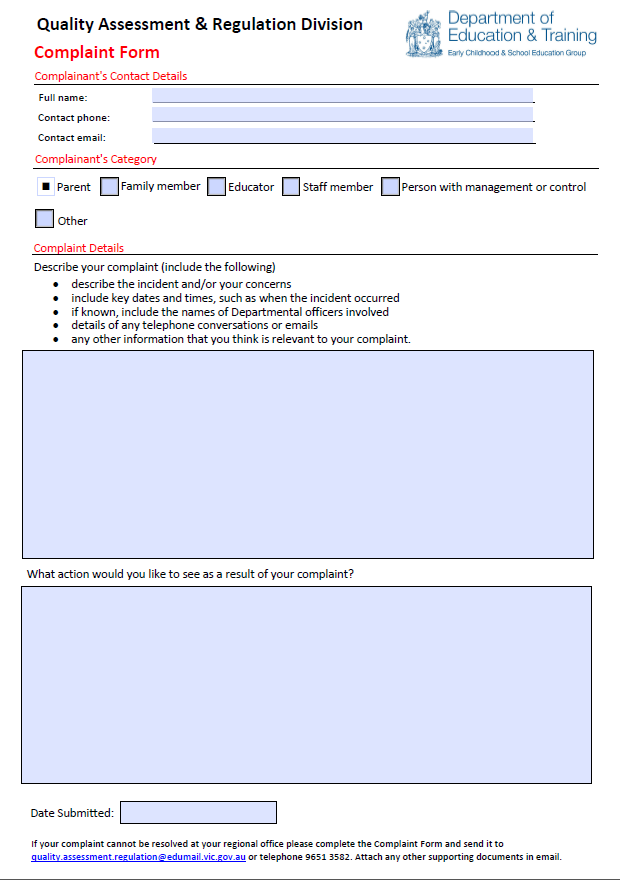 Quality Assessment & Regulation Division
Department of
Education & Training
Early Childhood & School Education Group
Complaint Form
Complainant's Contact Details
Full name:
Contact phone:
Contact email:
Complainant's Category
Parent Family member Educator Staff member Person with management or control
Other
Complaint Details
Describe your complaint (include the following)
• describe the incident and/or your concerns
• include key dates and times, such as when the incident occurred
• if known, include the names of Departmental officers involved
• details of any telephone conversations or emails
• any other information that you think is relevant to your complaint.
What action would you like to see as a result of your complaint?
Date Submitted:
If your complaint cannot be resolved at your regional office please complete the Complaint Form and send it to
quality.assessment.regulation@edumail.vic.gov.au or telephone 9651 3582. Attach any other supporting documents in email.